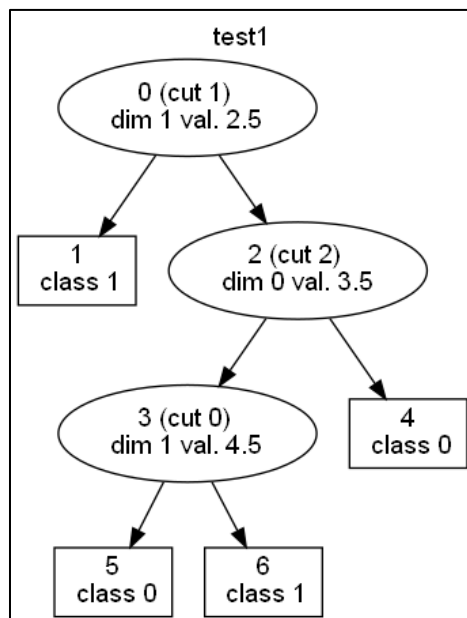 test1
0 (cut 1)
dim 1 val. 2.5
1
class 1
2 (cut 2)
dim 0 val. 3.5
3 (cut 0)
dim 1 val. 4.5
4
class 0
5
class 0
6
class 1